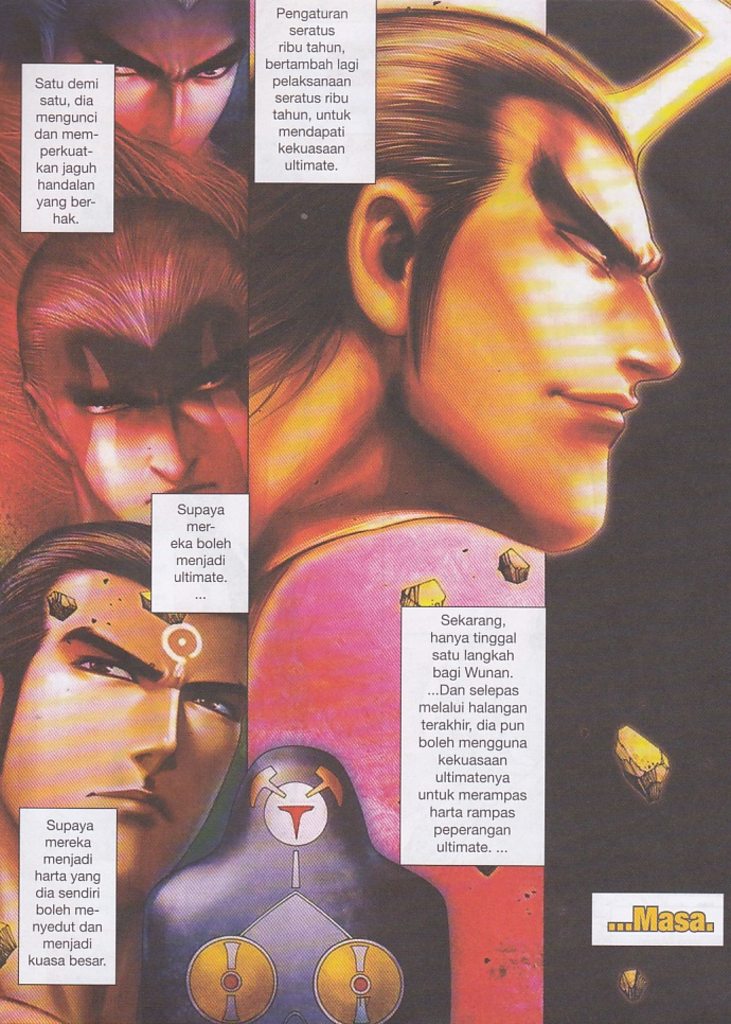 Pengaturan
seratus
ribu tahun,
bertambah lagi
pelaksanaan
seratus ribu
tahun, untuk
mendapati
kekuasaan
ultimate.
Satu demi
satu, dia
mengunci
dan mem-
perkuat-
kan jaguh
handalan
yang ber-
hak.
Supaya
mer-
eka boleh
menjadi
ultimate.
...
Supaya
mereka
menjadi
harta yang
dia sendiri
boleh me-
nyedut dan
menjadi
kuasa besar.
Sekarang,
hanya tinggal
satu langkah
bagi Wunan.
...Dan selepas
melalui halangan
terakhir, dia pun
boleh mengguna
kekuasaan
ultimatenya
untuk merampas
harta rampas
peperangan
ultimate. ...
...Masa.